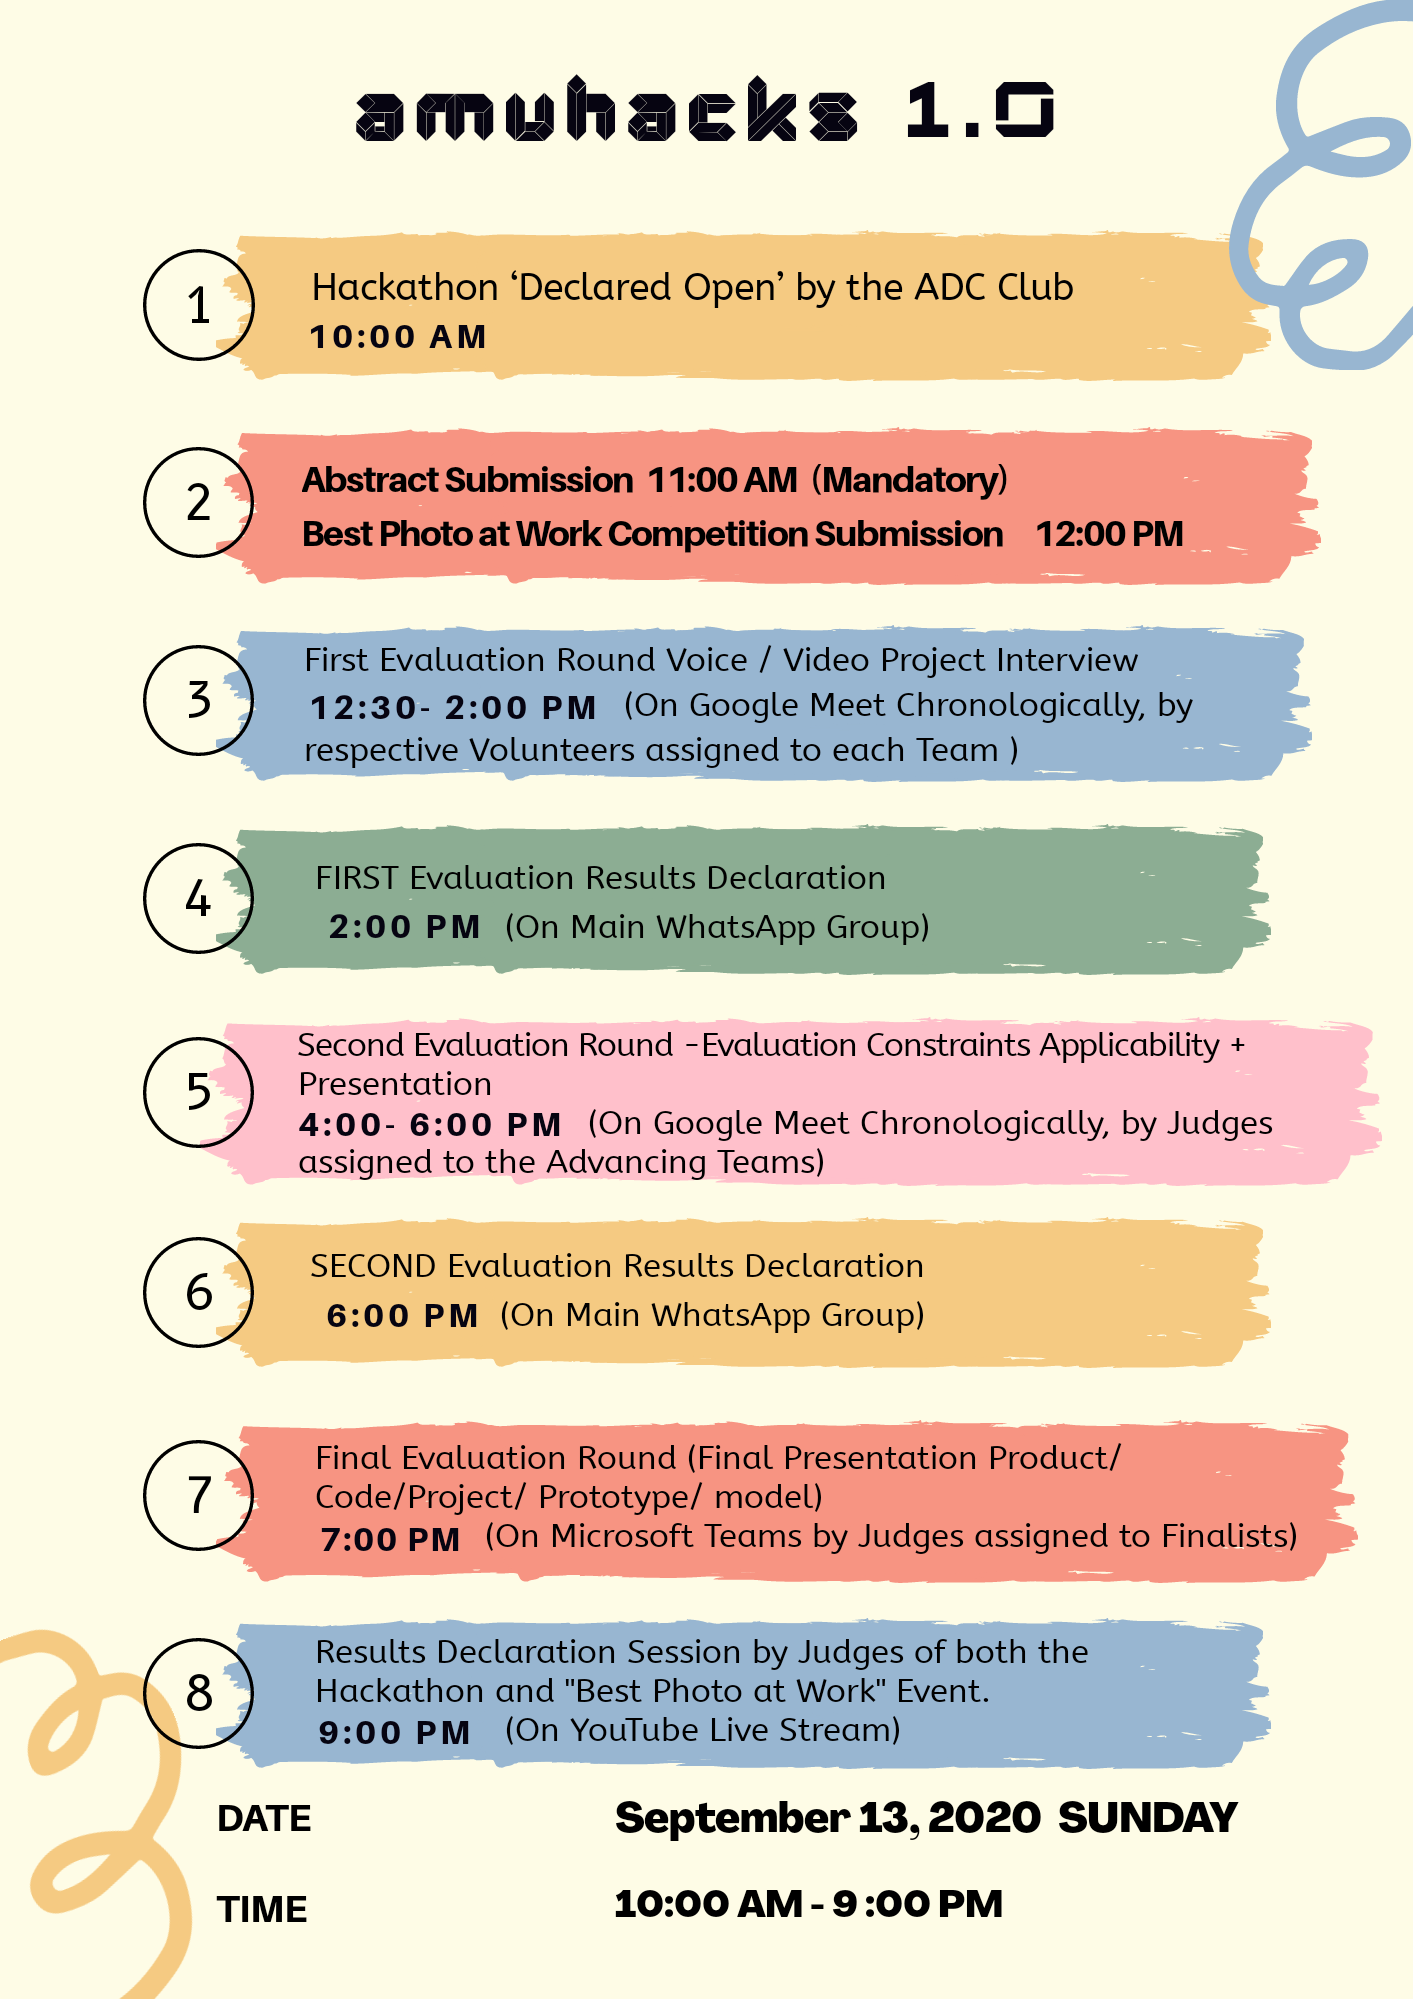 amuhacks 1.0
1
Hackathon ‘Declared Open’ by the ADC Club
10:00 AM
2
Abstract Submission 11:00 AM (Mandatory)
Best Photo at Work Competition Submission 12:00 PM
3
First Evaluation Round Voice / Video Project Interview
12:30- 2:00 PM (On Google Meet Chronologically, by
respective Volunteers assigned to each Team )
4
FIRST Evaluation Results Declaration
2:00 PM (On Main WhatsApp Group)
5
Second Evaluation Round -Evaluation Constraints Applicability +
Presentation
4:00- 6:00 PM (On Google Meet Chronologically, by Judges
assigned to the Advancing Teams)
6
SECOND Evaluation Results Declaration
6:00 PM (On Main WhatsApp Group)
7
Final Evaluation Round (Final Presentation Product/
Code/Project/ Prototype/ model)
7:00 PM (On Microsoft Teams by Judges assigned to Finalists)
8
Results Declaration Session by Judges of both the
Hackathon and "Best Photo at Work" Event.
9:00 PM (On YouTube Live Stream)
DATE September 13, 2020 SUNDAY
TIME 10:00 AM - 9 :00 PM